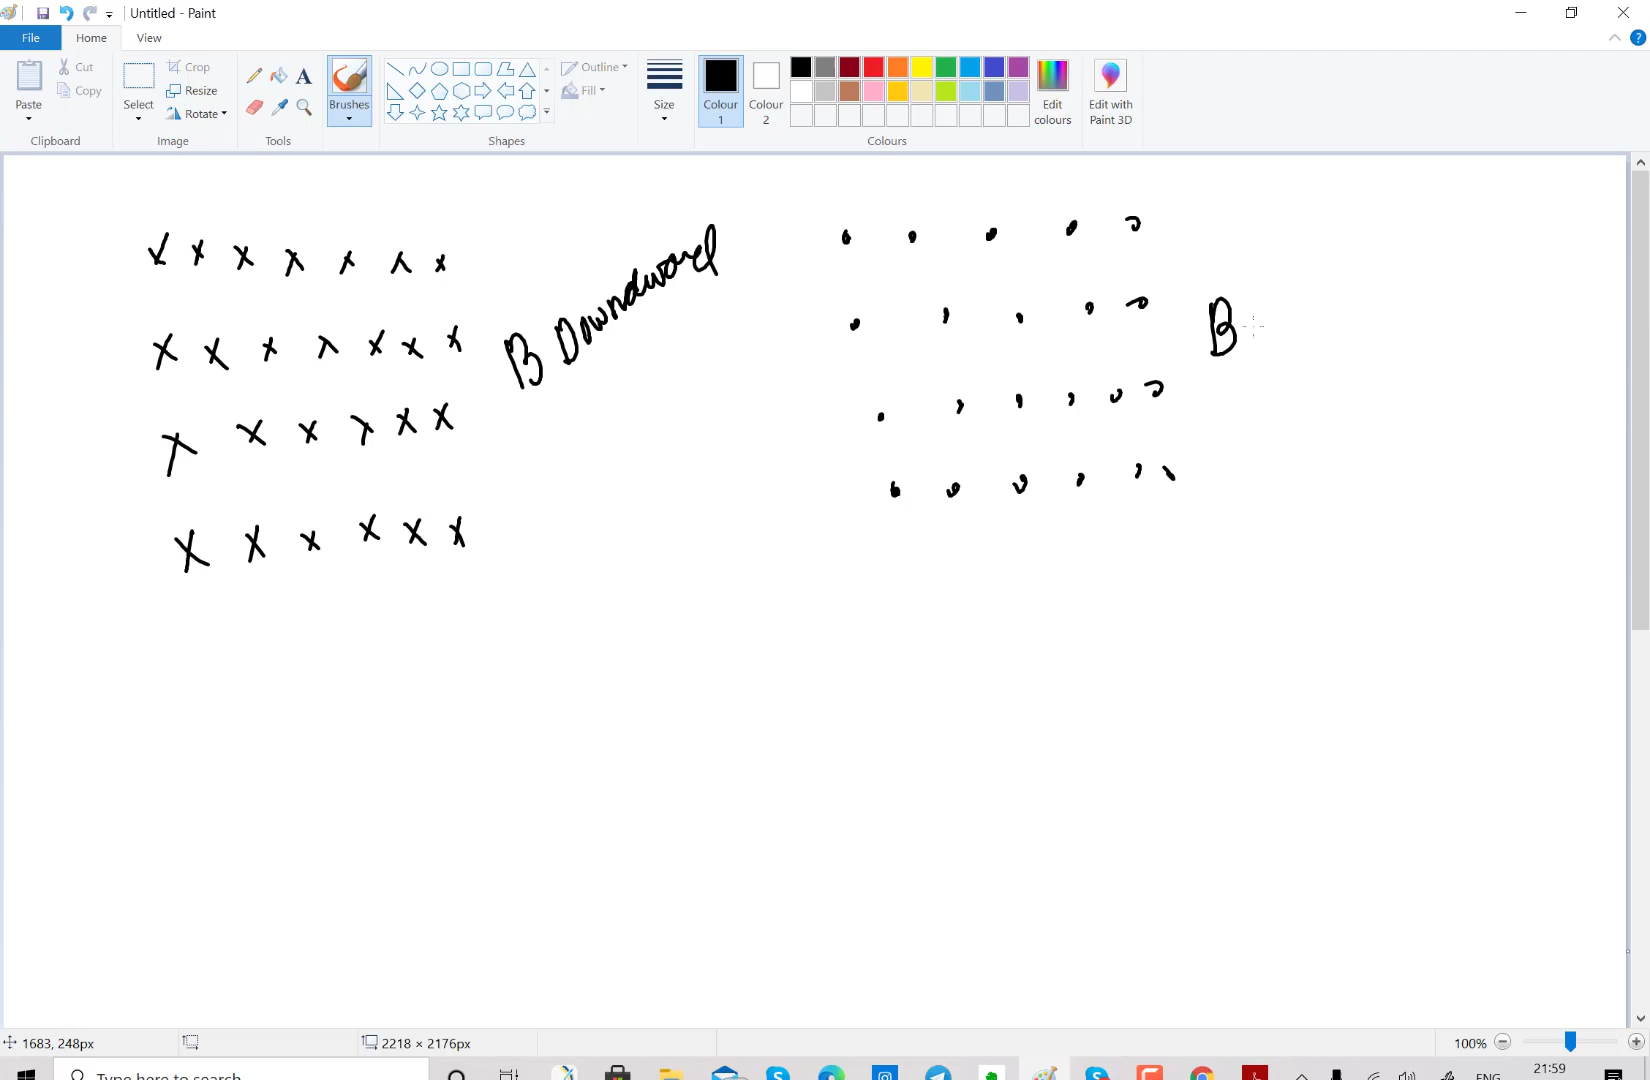 Untitled - Paint
File Home View
Paste
Cut
Copy
Clipboard
Select
Crop
Resize
Rotate
Image
A
Tools
Brushes
Outline
Fill
Shapes
Size
Colour 1
Colour 2
Edit colours
Edit with Paint 3D
Colours
B Downward
B
1683, 248px
2218 × 2176px
100%
Type here to search
ENG
21:59